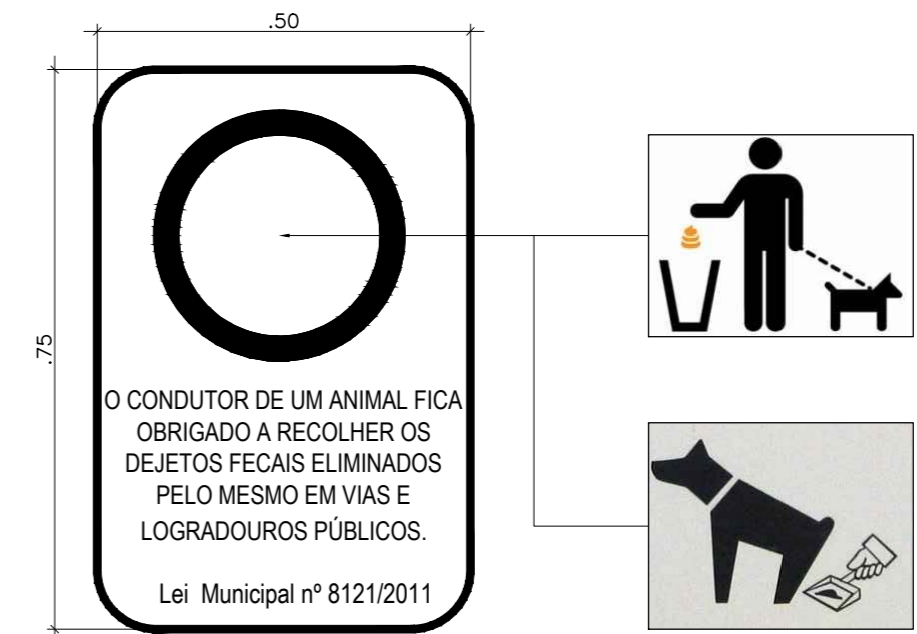 .50
.75
O CONDUTOR DE UM ANIMAL FICA
OBRIGADO A RECOLHER OS
DEJETOS FECAIS ELIMINADOS
PELO MESMO EM VIAS E
LOGRADOUROS PÚBLICOS.
Lei Municipal nº 8121/2011